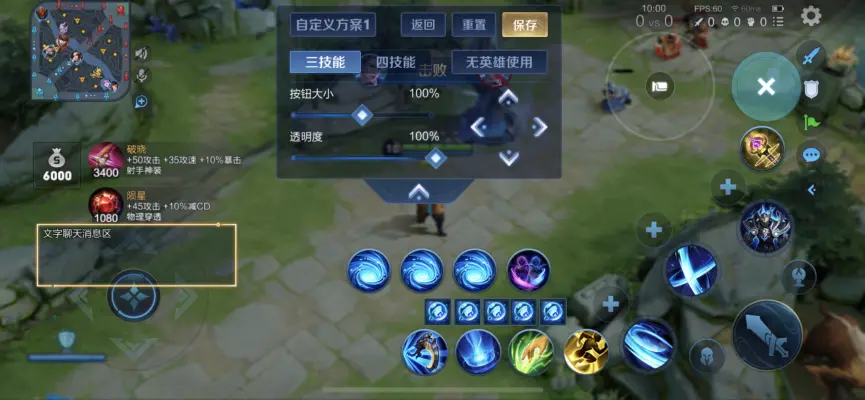 自定义方案1
返回
重置
保存
三技能
四技能
无英雄使用
击败
按钮大小
100%
透明度
100%
10:00
FPS:60
60ms
0 VS 0
0
0
0
6000
破晓
+50攻击 +35攻速 +10%暴击
射手神装
3400
陨星
+45攻击 +10%减CD
物理穿透
1080
文字聊天消息区